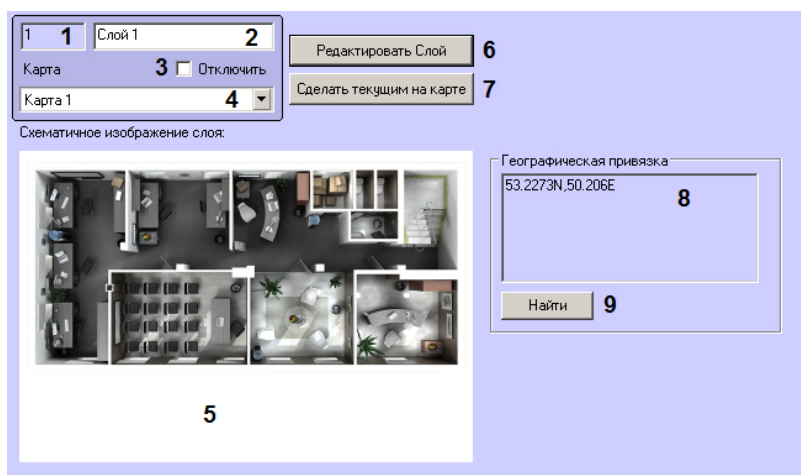 1 1 Слой 1 2
Редактировать Слой 6
Карта 3 Отключить
Сделать текущим на карте 7
Карта 1 4
Схематичное изображение слоя:
Географическая привязка
53.2273N,50.206E 8
Найти 9
5